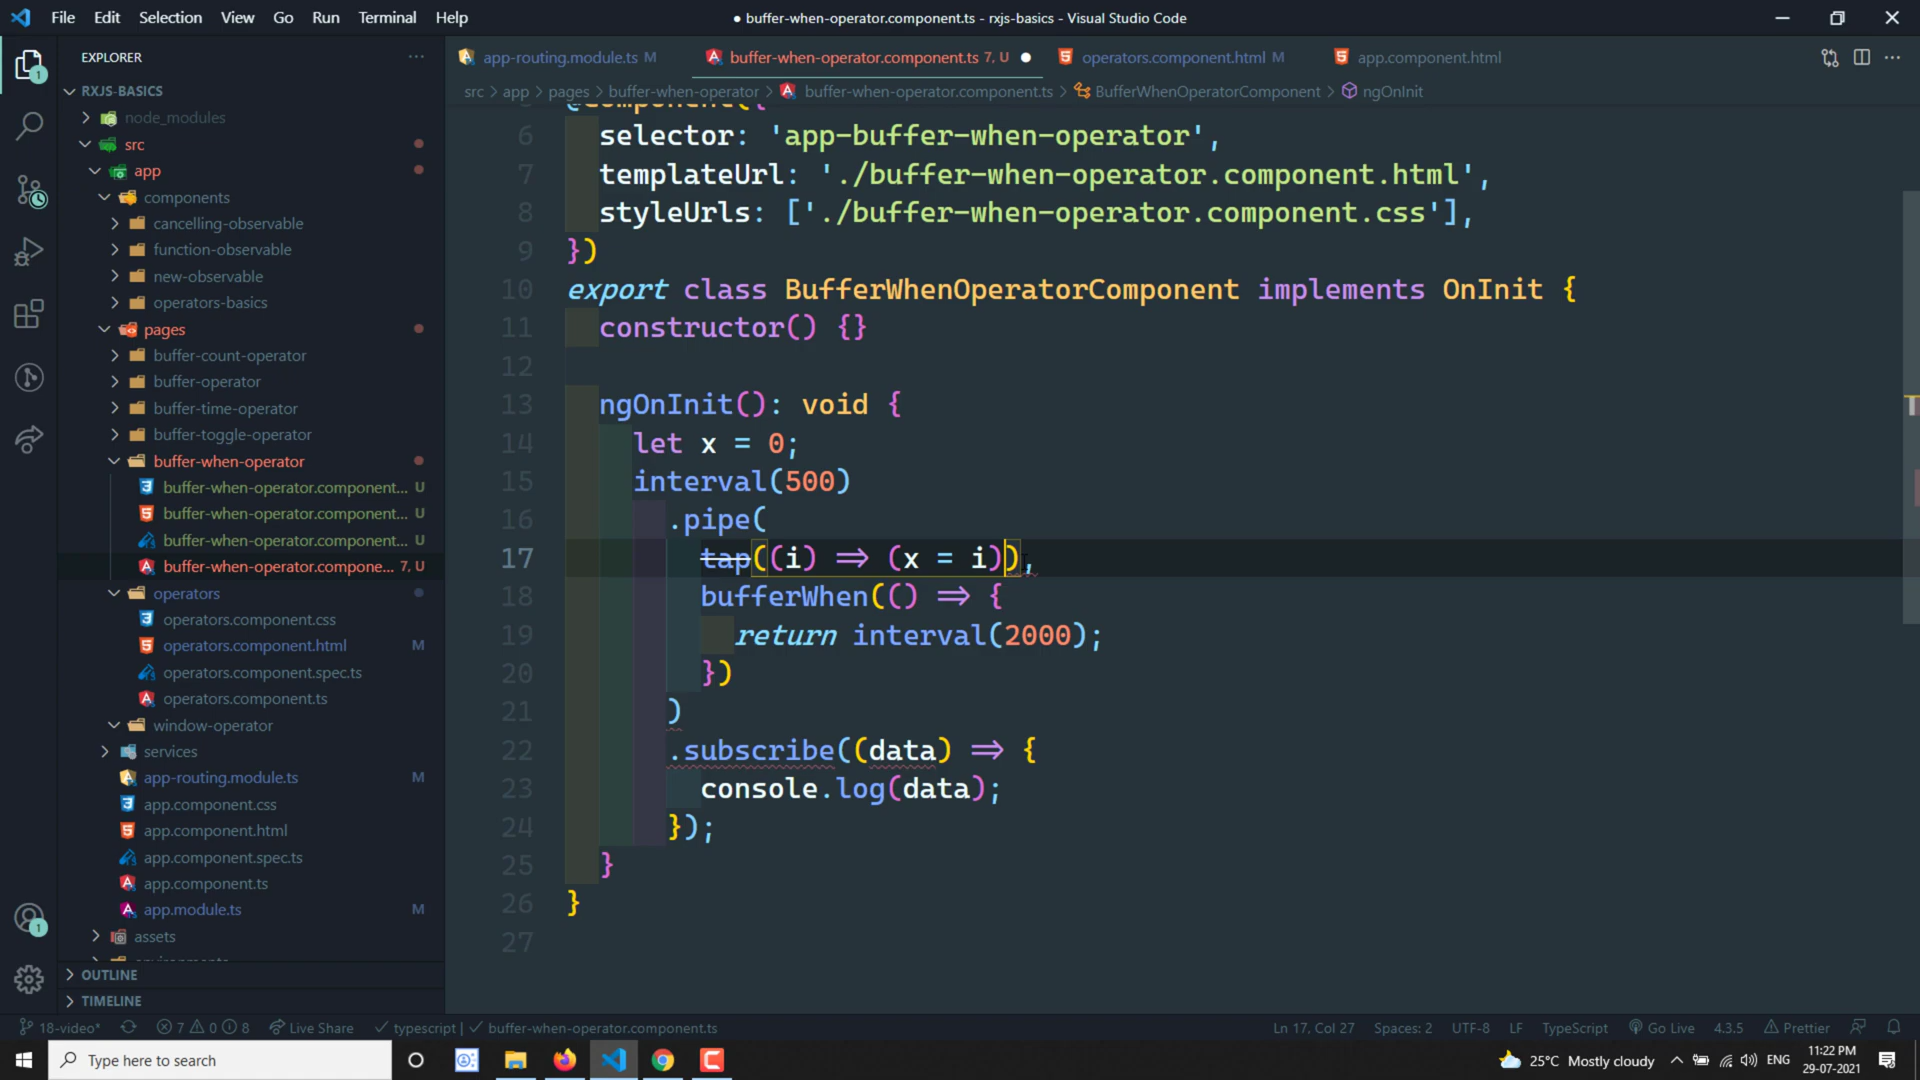 File Edit Selection View Go Run Terminal Help
● buffer-when-operator.component.ts - rxjs-basics - Visual Studio Code
EXPLORER
RXJS-BASICS
node_modules
src
app
components
cancelling-observable
function-observable
new-observable
operators-basics
pages
buffer-count-operator
buffer-operator
buffer-time-operator
buffer-toggle-operator
buffer-when-operator
buffer-when-operator.component... U
buffer-when-operator.component... U
buffer-when-operator.component... U
buffer-when-operator.compone... 7, U
operators
operators.component.css
operators.component.html M
operators.component.spec.ts
operators.component.ts
window-operator
services
app-routing.module.ts M
app.component.css
app.component.html
app.component.spec.ts
app.component.ts
app.module.ts M
assets
OUTLINE
TIMELINE
1
1
app-routing.module.ts M
buffer-when-operator.component.ts 7, U ●
operators.component.html M
app.component.html
src > app > pages > buffer-when-operator > buffer-when-operator.component.ts > BufferWhenOperatorComponent > ngOnInit
@Component({
6 selector: 'app-buffer-when-operator',
7 templateUrl: './buffer-when-operator.component.html',
8 styleUrls: ['./buffer-when-operator.component.css'],
9 })
10 export class BufferWhenOperatorComponent implements OnInit {
11 constructor() {}
12
13 ngOnInit(): void {
14 let x = 0;
15 interval(500)
16 .pipe(
17 tap((i) => (x = i)),
18 bufferWhen(() => {
19 return interval(2000);
20 })
21 )
22 .subscribe((data) => {
23 console.log(data);
24 });
25 }
26 }
27
18-video* 7 0 8 Live Share typescript | buffer-when-operator.component.ts
Ln 17, Col 27 Spaces: 2 UTF-8 LF TypeScript Go Live 4.3.5 Prettier
Type here to search
25°C Mostly cloudy ENG
11:22 PM
29-07-2021